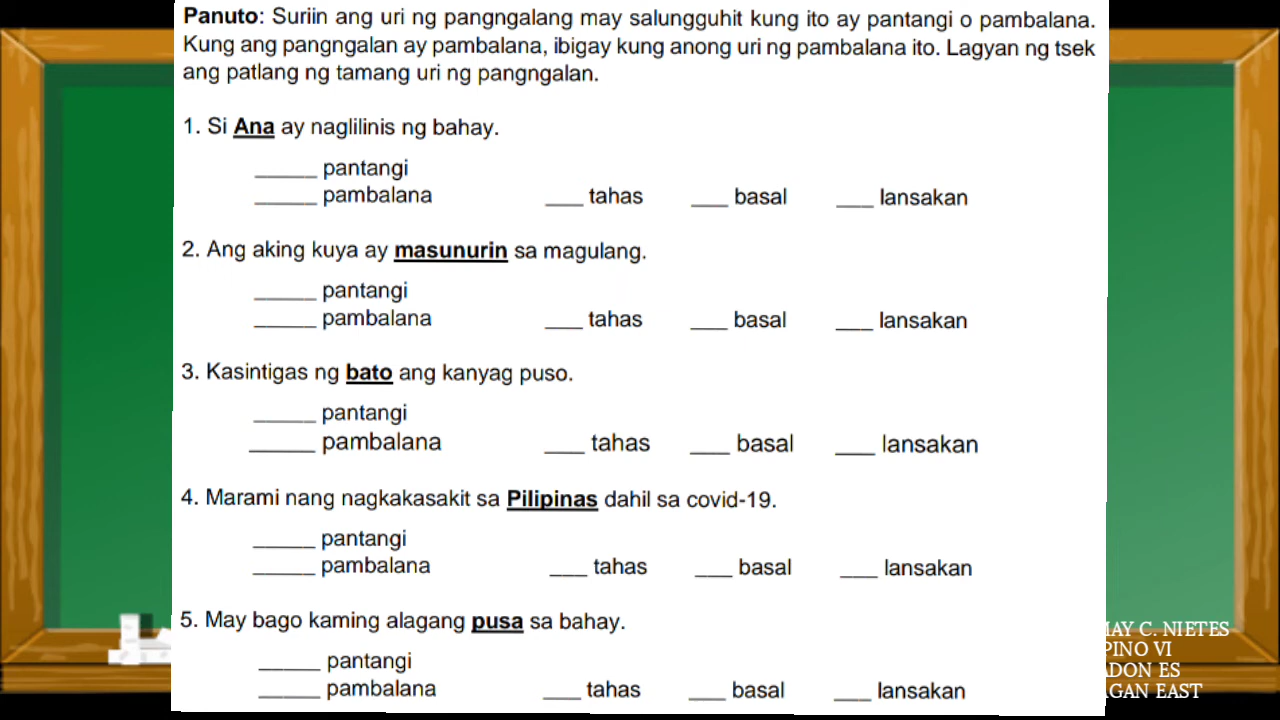 Panuto: Suriin ang uri ng pangngalang may salungguhit kung ito ay pantangi o pambalana.
Kung ang pangngalan ay pambalana, ibigay kung anong uri ng pambalana ito. Lagyan ng tsek
ang patlang ng tamang uri ng pangngalan.
1. Si Ana ay naglilinis ng bahay.
______ pantangi
______ pambalana ___ tahas ___ basal ___ lansakan
2. Ang aking kuya ay masunurin sa magulang.
______ pantangi
______ pambalana ___ tahas ___ basal ___ lansakan
3. Kasintigas ng bato ang kanyag puso.
______ pantangi
______ pambalana ___ tahas ___ basal ___ lansakan
4. Marami nang nagkakasakit sa Pilipinas dahil sa covid-19.
______ pantangi
______ pambalana ___ tahas ___ basal ___ lansakan
5. May bago kaming alagang pusa sa bahay.
______ pantangi
______ pambalana ___ tahas ___ basal ___ lansakan
C. NIETES
VI
ES
EAST